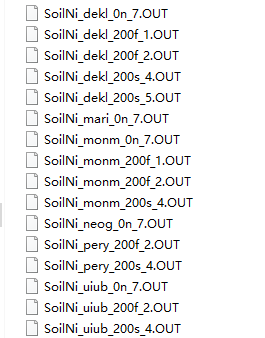 SoilNi_dekl_0n_7.OUT
SoilNi_dekl_200f_1.OUT
SoilNi_dekl_200f_2.OUT
SoilNi_dekl_200s_4.OUT
SoilNi_dekl_200s_5.OUT
SoilNi_mari_0n_7.OUT
SoilNi_monm_0n_7.OUT
SoilNi_monm_200f_1.OUT
SoilNi_monm_200f_2.OUT
SoilNi_monm_200s_4.OUT
SoilNi_neog_0n_7.OUT
SoilNi_pery_200f_2.OUT
SoilNi_pery_200s_4.OUT
SoilNi_uiub_0n_7.OUT
SoilNi_uiub_200f_2.OUT
SoilNi_uiub_200s_4.OUT